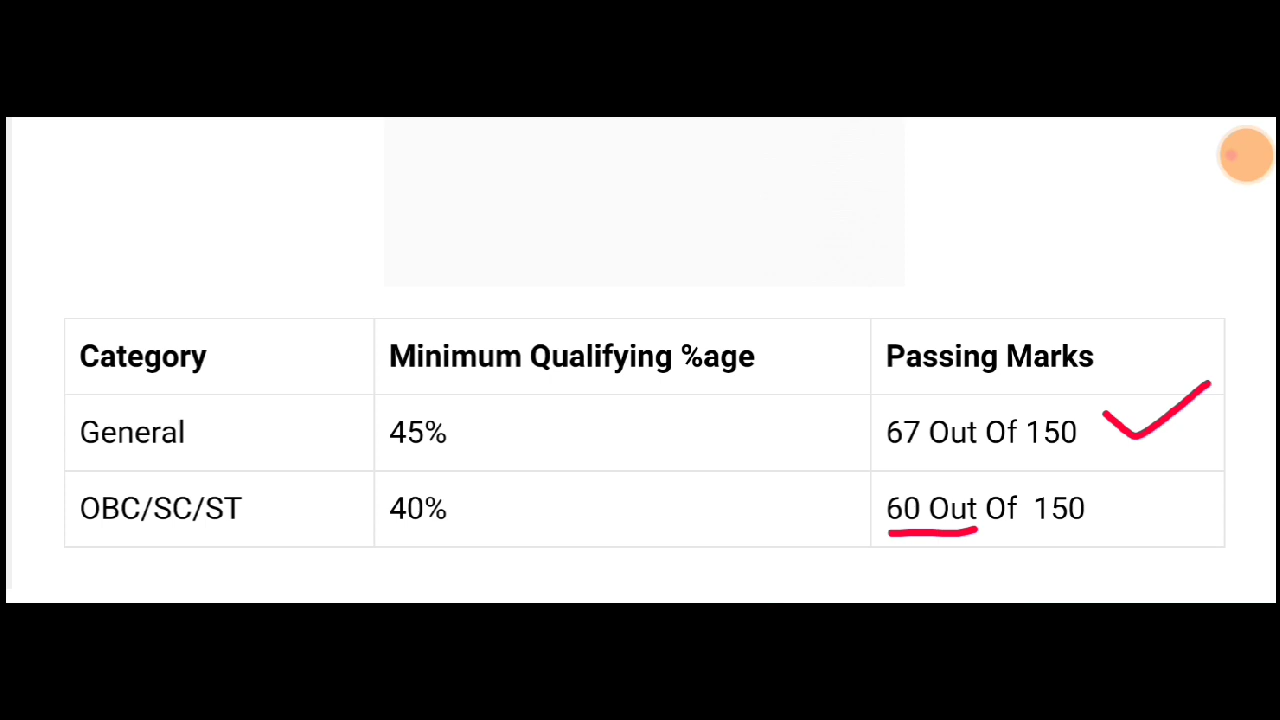 Category Minimum Qualifying %age Passing Marks
General 45% 67 Out Of 150
OBC/SC/ST 40% 60 Out Of 150